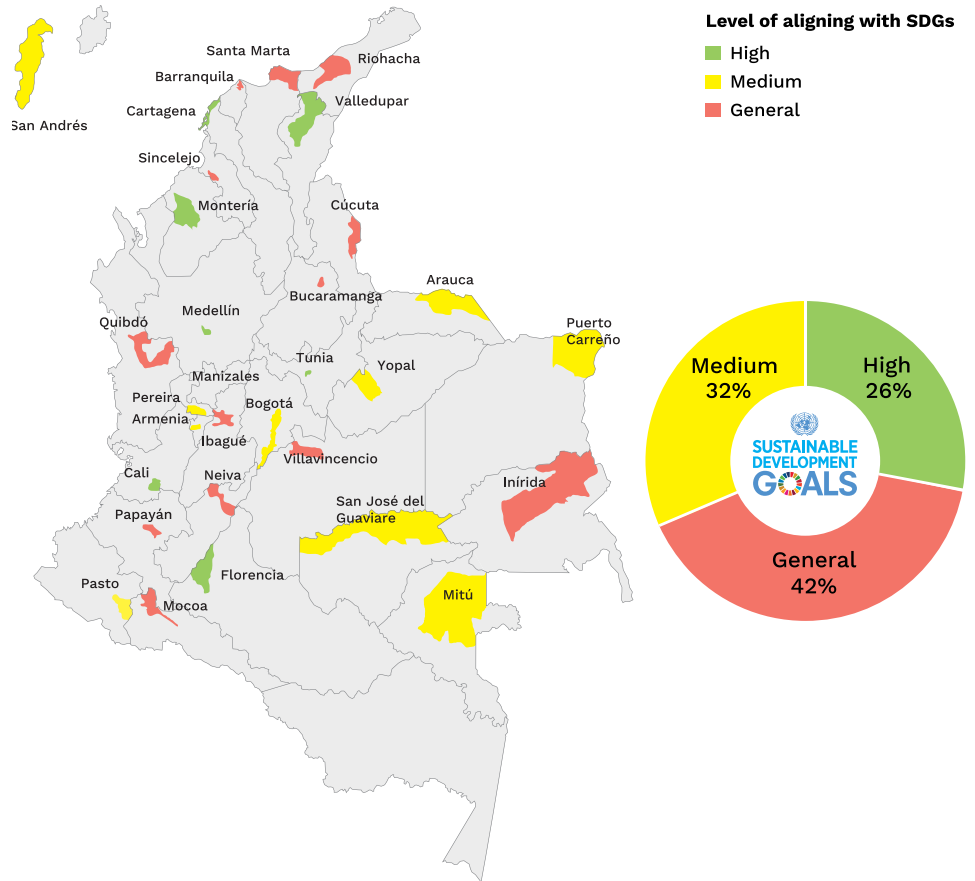 Level of aligning with SDGs
High
Medium
General
Santa Marta
Riohacha
Barranquila
Valledupar
Cartagena
San Andrés
Sincelejo
Montería
Cúcuta
Arauca
Bucaramanga
Medellín
Quibdó
Puerto
Carreño
Tunia
Yopal
Manizales
Pereira
Bogotá
Armenia
Ibagué
Villavincencio
Cali
Neiva
Inírida
San José del
Guaviare
Papayán
Florencia
Pasto
Mocoa
Mitú
Medium
32%
High
26%
SUSTAINABLE
DEVELOPMENT
GOALS
General
42%